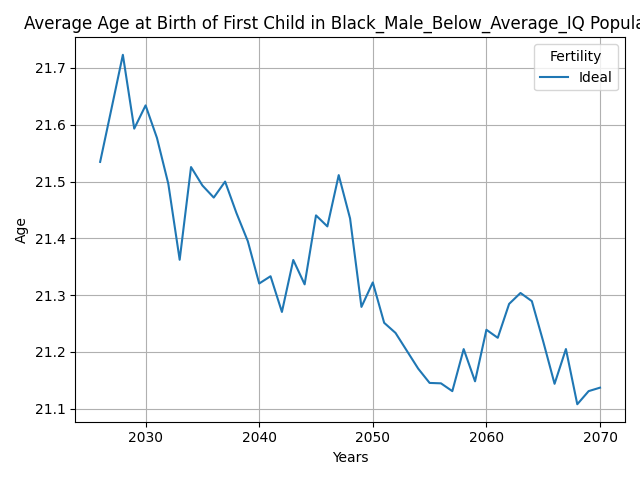 Average Age at Birth of First Child in Black_Male_Below_Average_IQ
Fertility
Ideal
21.7
21.6
21.5
21.4
21.3
21.2
21.1
Age
2030 2040 2050 2060 2070
Years